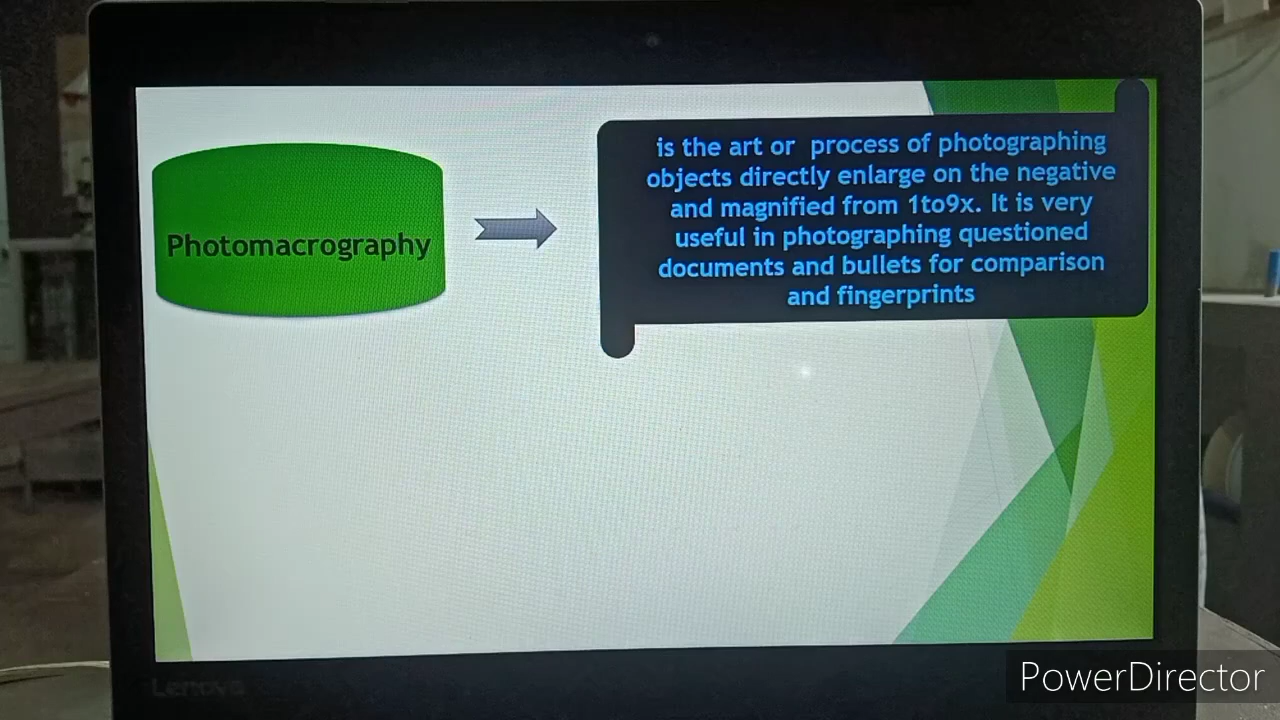 Photomacrography
is the art or process of photographing
objects directly enlarge on the negative
and magnified from 1to9x. It is very
useful in photographing questioned
documents and bullets for comparison
and fingerprints
Lenovo
PowerDirector